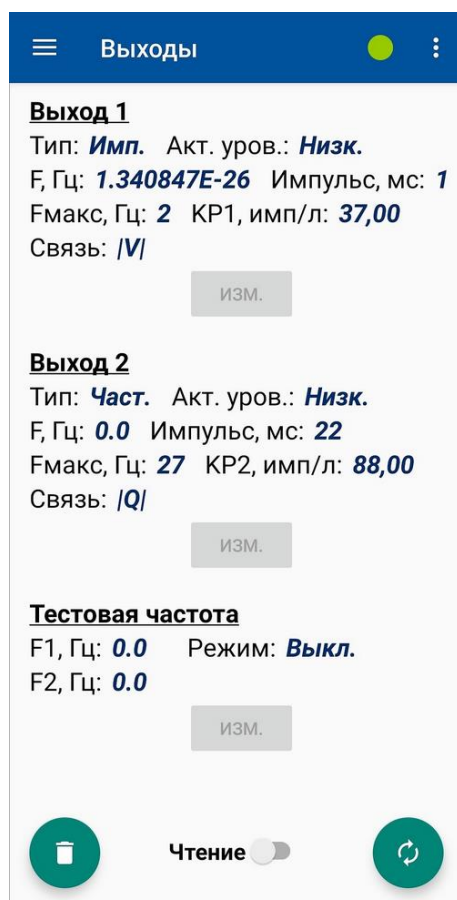 Выходы
Выход 1
Тип: Имп. Акт. уров.: Низк.
F, Гц: 1.340847E-26 Импульс, мс: 1
Fмакс, Гц: 2 KP1, имп/л: 37,00
Связь: |V|
ИЗМ.
Выход 2
Тип: Част. Акт. уров.: Низк.
F, Гц: 0.0 Импульс, мс: 22
Fмакс, Гц: 27 KP2, имп/л: 88,00
Связь: |Q|
ИЗМ.
Тестовая частота
F1, Гц: 0.0 Режим: Выкл.
F2, Гц: 0.0
ИЗМ.
Чтение